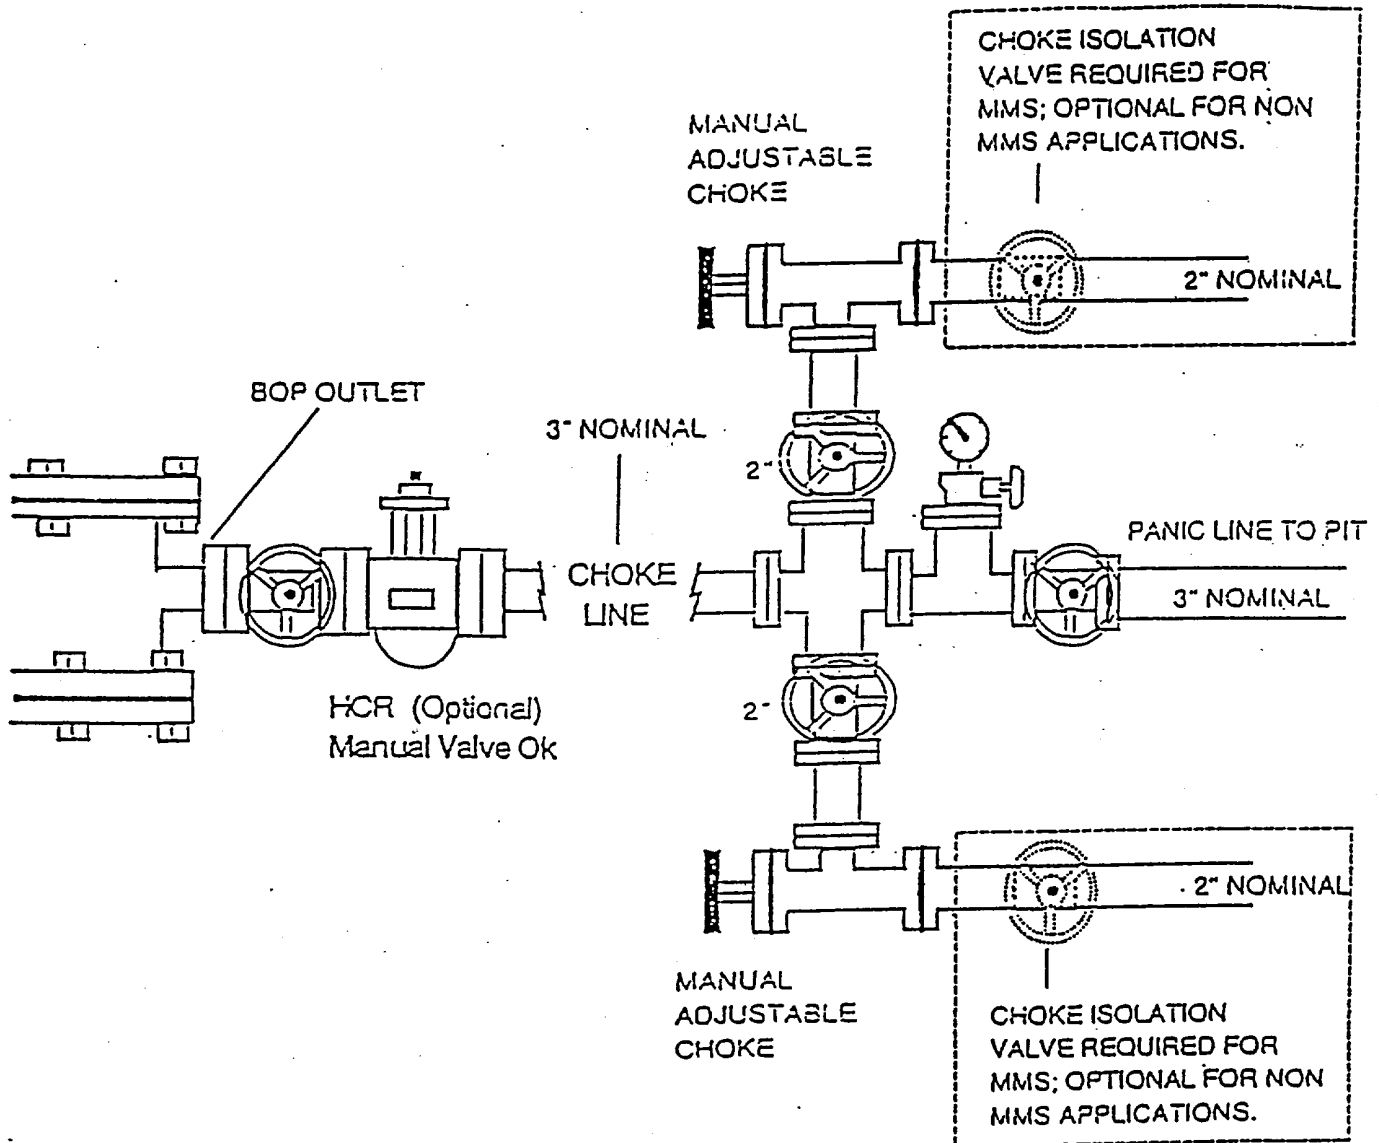 CHOKE ISOLATION
VALVE REQUIRED FOR
MMS; OPTIONAL FOR NON
MMS APPLICATIONS.
MANUAL
ADJUSTABLE
CHOKE
2" NOMINAL
BOP OUTLET
3" NOMINAL
2"
PANIC LINE TO PIT
CHOKE
LINE
3" NOMINAL
HCR (Optional)
Manual Valve Ok
2"
2" NOMINAL
MANUAL
ADJUSTABLE
CHOKE
CHOKE ISOLATION
VALVE REQUIRED FOR
MMS; OPTIONAL FOR NON
MMS APPLICATIONS.